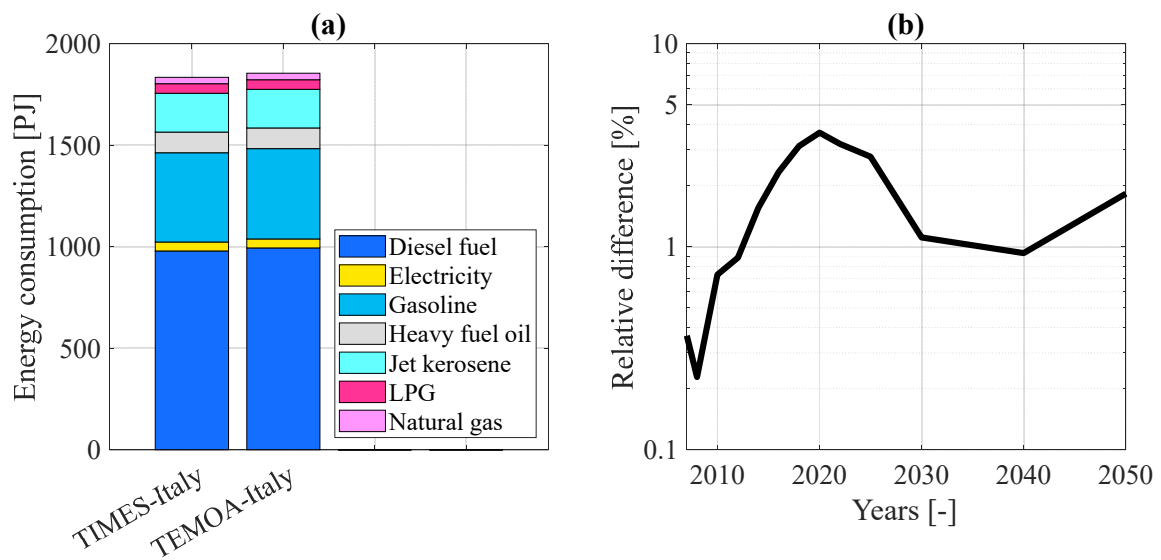 (a)
Energy consumption [PJ]
2000
1500
1000
500
0
Diesel fuel
Electricity
Gasoline
Heavy fuel oil
Jet kerosene
LPG
Natural gas
TIMES-Italy
TEMOA-Italy
(b)
Relative difference [%]
10
5
1
0.1
2010 2020 2030 2040 2050
Years [-]